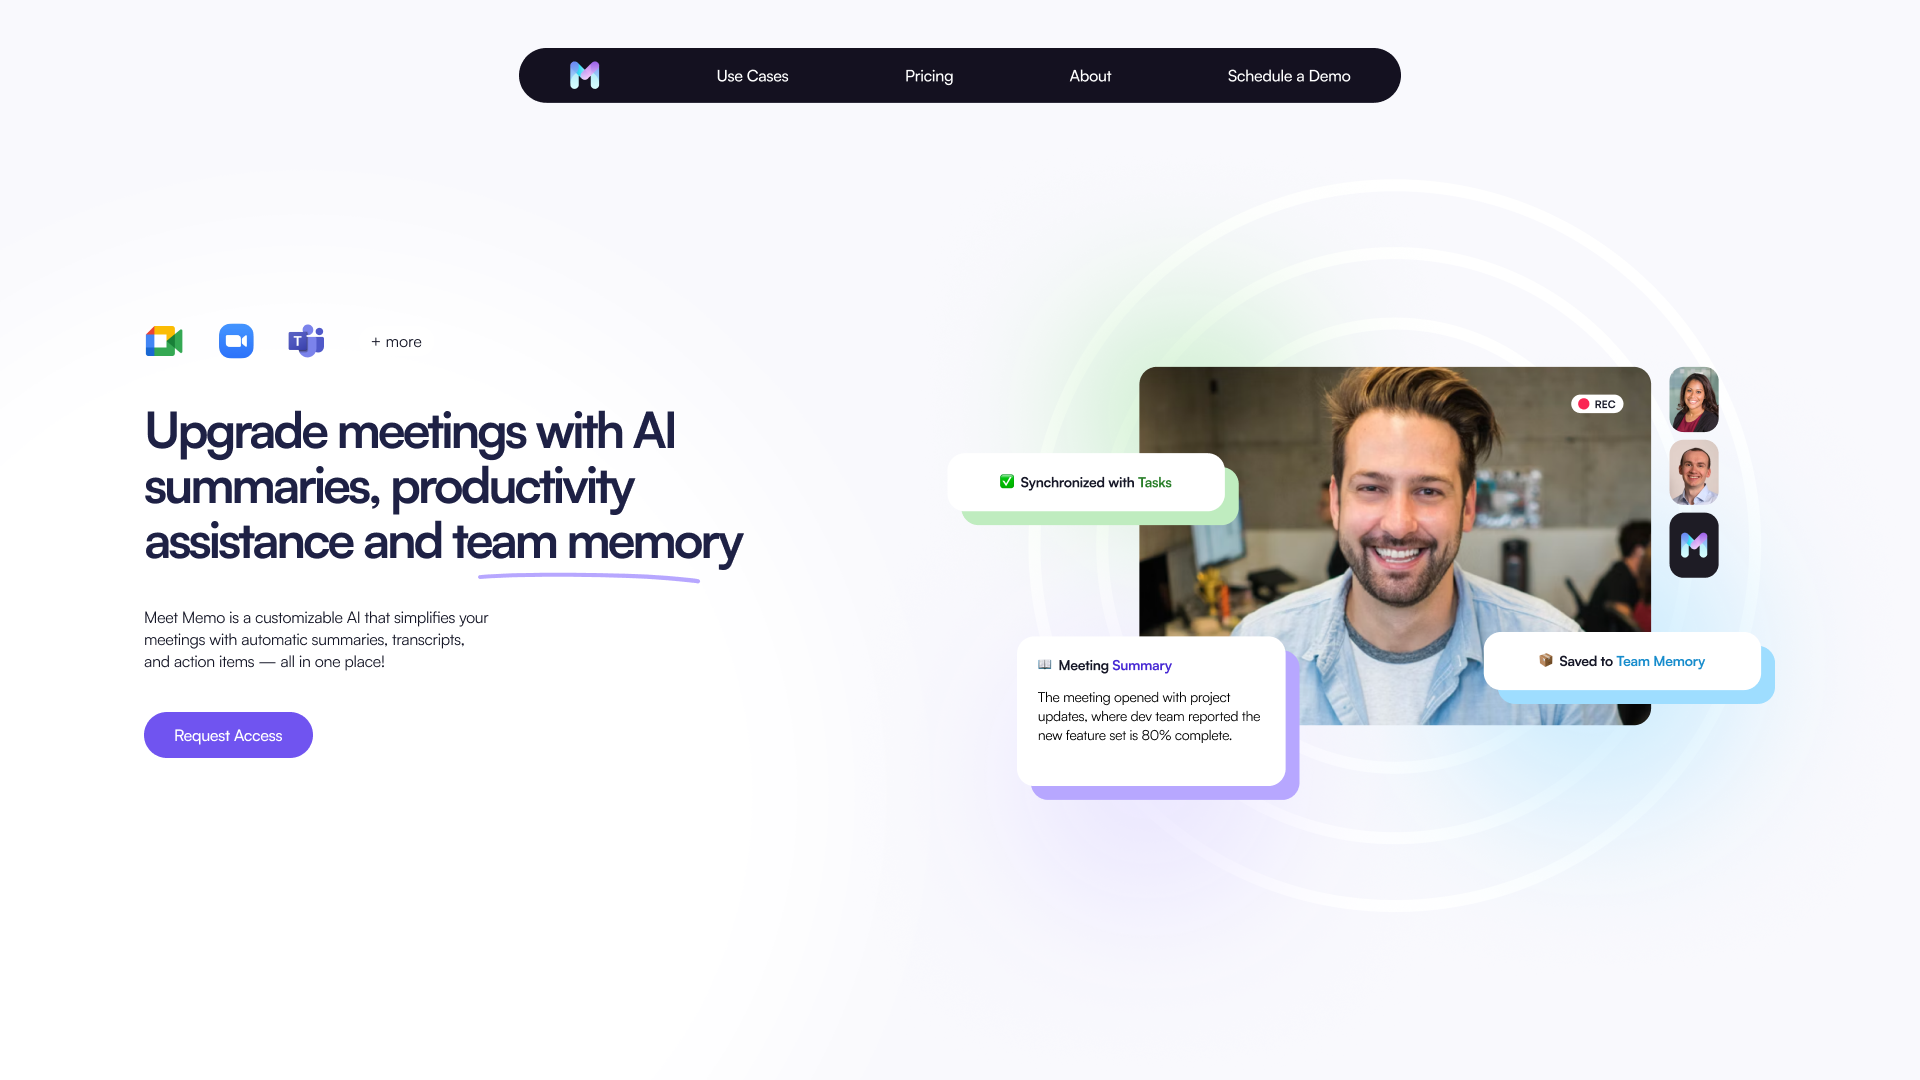 Use Cases
Pricing
About
Schedule a Demo
+ more
Upgrade meetings with AI
summaries, productivity
assistance and team memory
Meet Memo is a customizable AI that simplifies your
meetings with automatic summaries, transcripts,
and action items — all in one place!
Request Access
REC
✅ Synchronized with Tasks
📖 Meeting Summary
The meeting opened with project
updates, where dev team reported the
new feature set is 80% complete.
📦 Saved to Team Memory